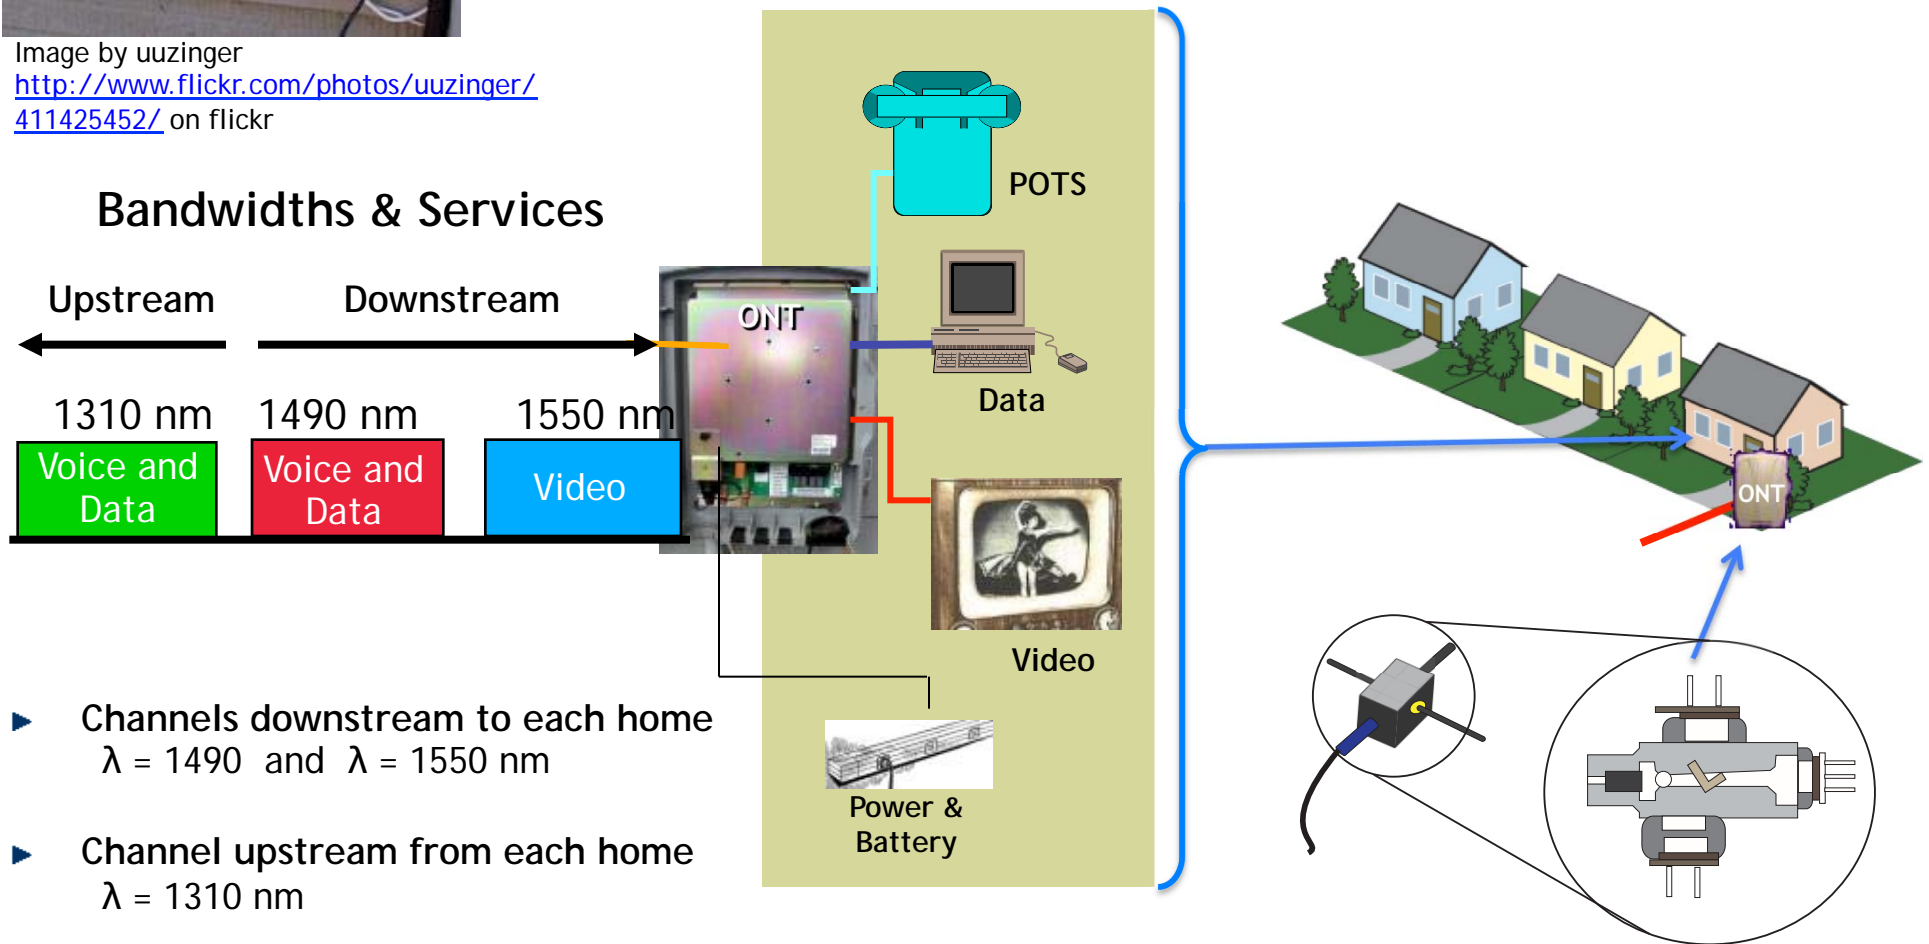 Image by uuzinger
http://www.flickr.com/photos/uuzinger/
411425452/ on flickr
Bandwidths & Services
Upstream
Downstream
1310 nm
1490 nm
1550 nm
Voice and
Data
Voice and
Data
Video
ONT
POTS
Data
Video
Power &
Battery
ONT
Channels downstream to each home
λ = 1490 and λ = 1550 nm
Channel upstream from each home
λ = 1310 nm